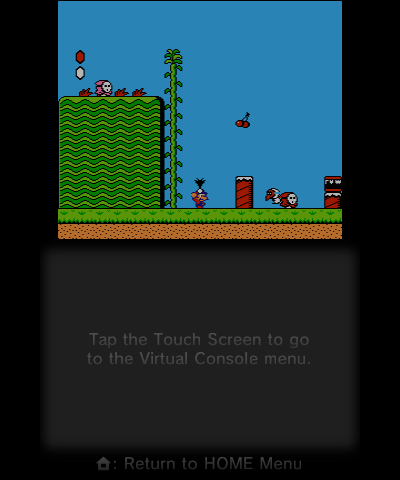 Tap the Touch Screen to go
to the Virtual Console menu.
: Return to HOME Menu